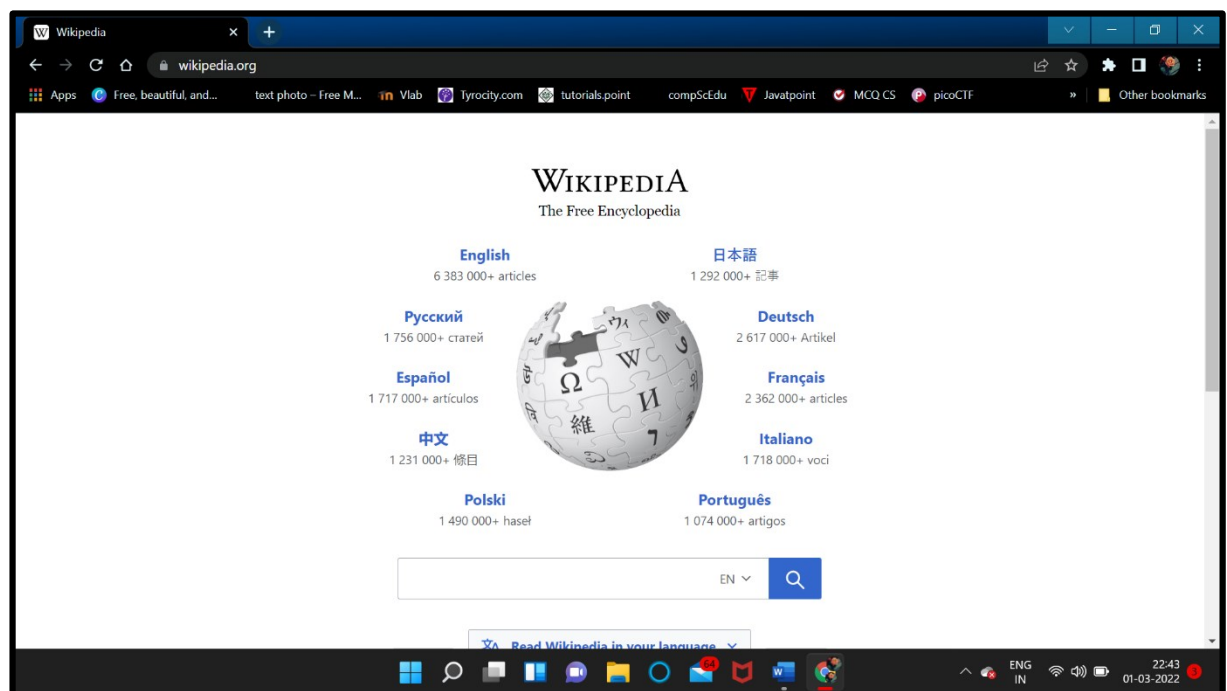 W Wikipedia
wikipedia.org
Apps Free, beautiful, and... text photo – Free M... Vlab Tyrocity.com tutorials.point compScEdu Javatpoint MCQ CS picoCTF » Other bookmarks
WIKIPEDIA
The Free Encyclopedia
English
6 383 000+ articles
日本語
1 292 000+ 記事
Русский
1 756 000+ статей
Deutsch
2 617 000+ Artikel
Español
1 717 000+ artículos
Français
2 362 000+ articles
中文
1 231 000+ 條目
Italiano
1 718 000+ voci
Polski
1 490 000+ haseł
Português
1 074 000+ artigos
Ω W И 維 7
EN
Read Wikipedia in your language
64
ENG
IN
22:43
01-03-2022
3